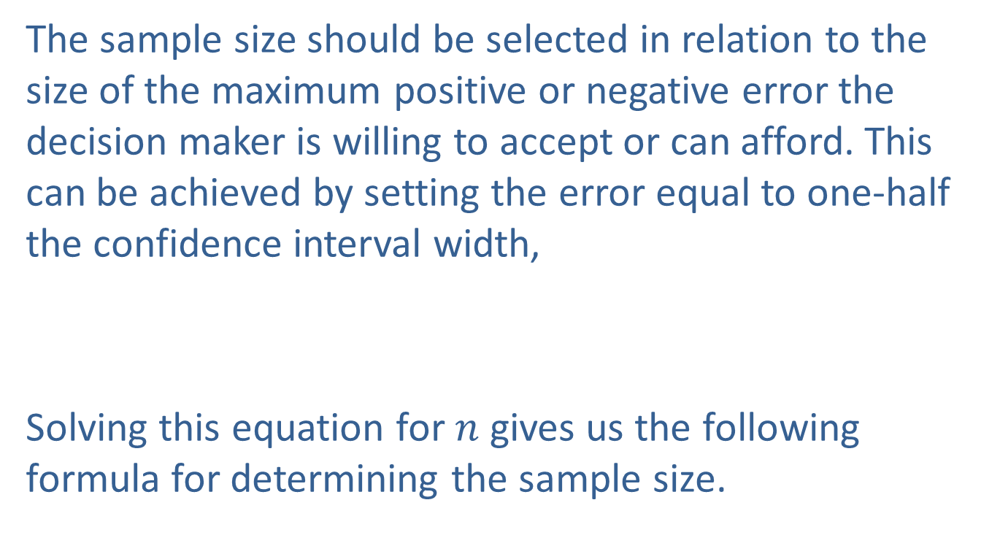 The sample size should be selected in relation to the
size of the maximum positive or negative error the
decision maker is willing to accept or can afford. This
can be achieved by setting the error equal to one-half
the confidence interval width,
Solving this equation for n gives us the following
formula for determining the sample size.